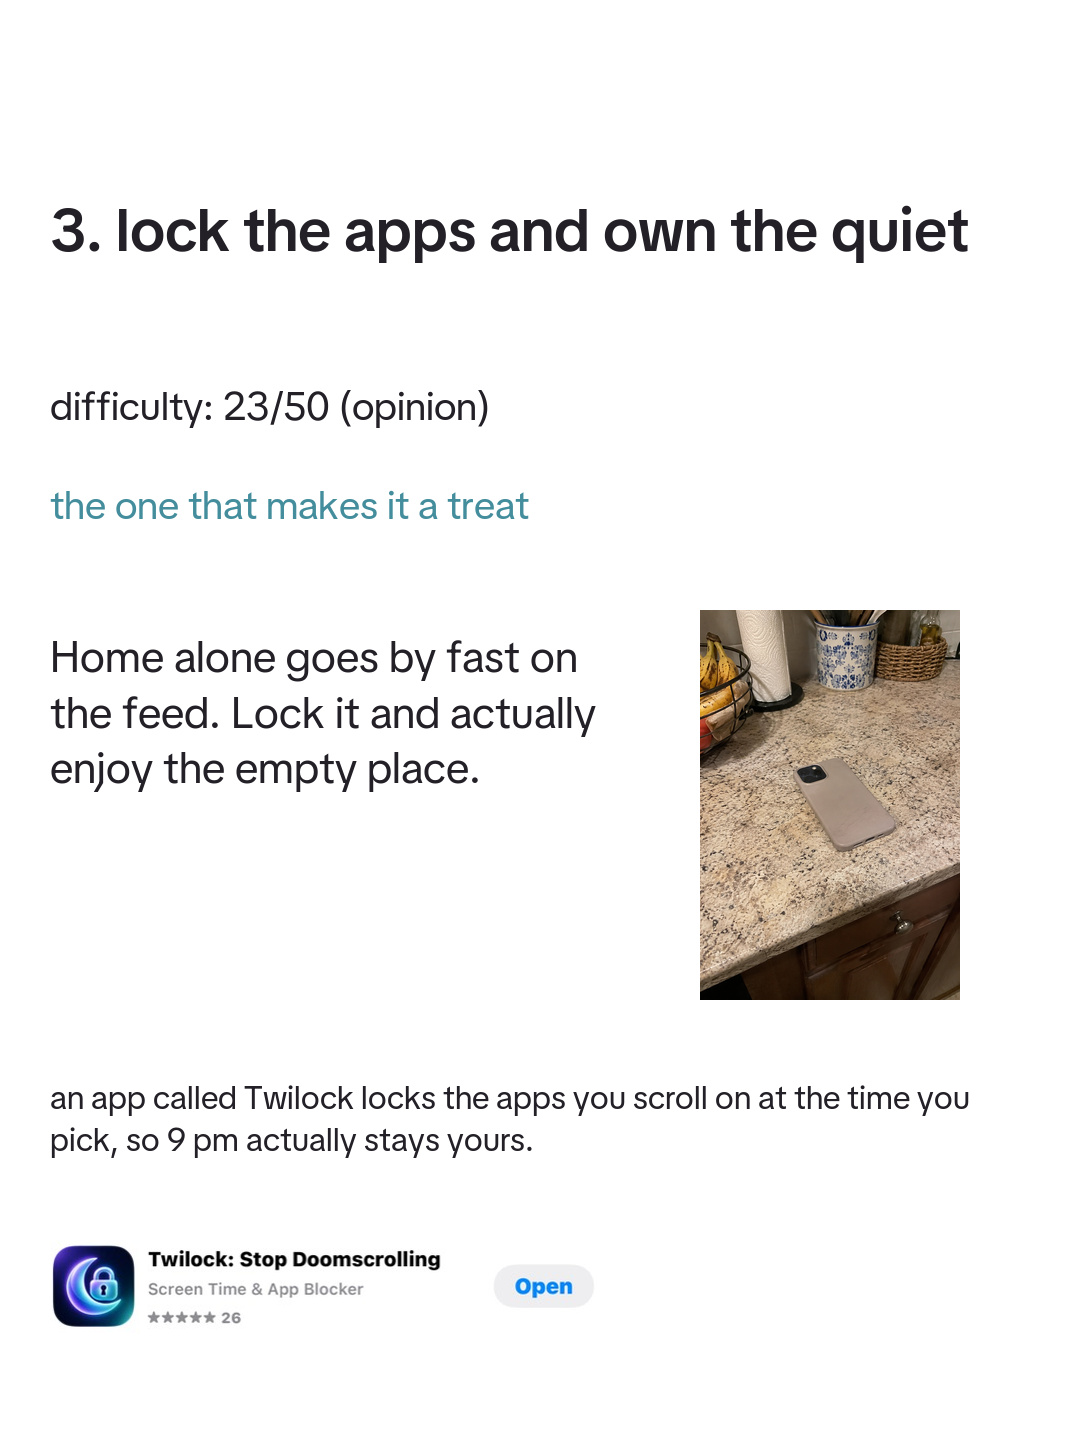 3. lock the apps and own the quiet
difficulty: 23/50 (opinion)
the one that makes it a treat
Home alone goes by fast on
the feed. Lock it and actually
enjoy the empty place.
an app called Twilock locks the apps you scroll on at the time you
pick, so 9 pm actually stays yours.
Twilock: Stop Doomscrolling
Screen Time & App Blocker
★★★★★ 26
Open